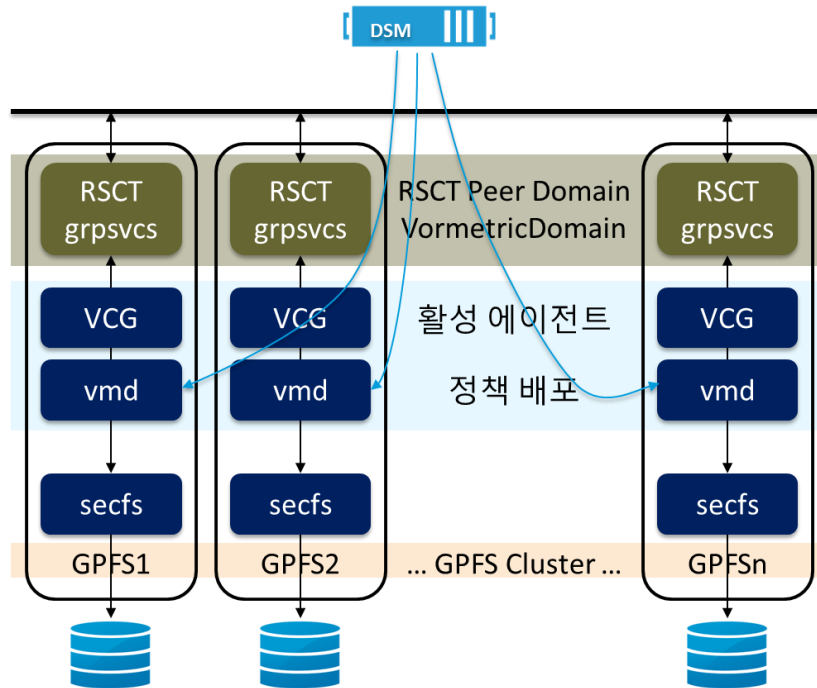 DSM
RSCT
grpsvcs
RSCT
grpsvcs
RSCT Peer Domain
VormetricDomain
RSCT
grpsvcs
VCG
VCG
활성 에이전트
VCG
vmd
vmd
정책 배포
vmd
secfs
secfs
secfs
GPFS1
GPFS2
... GPFS Cluster ...
GPFSn